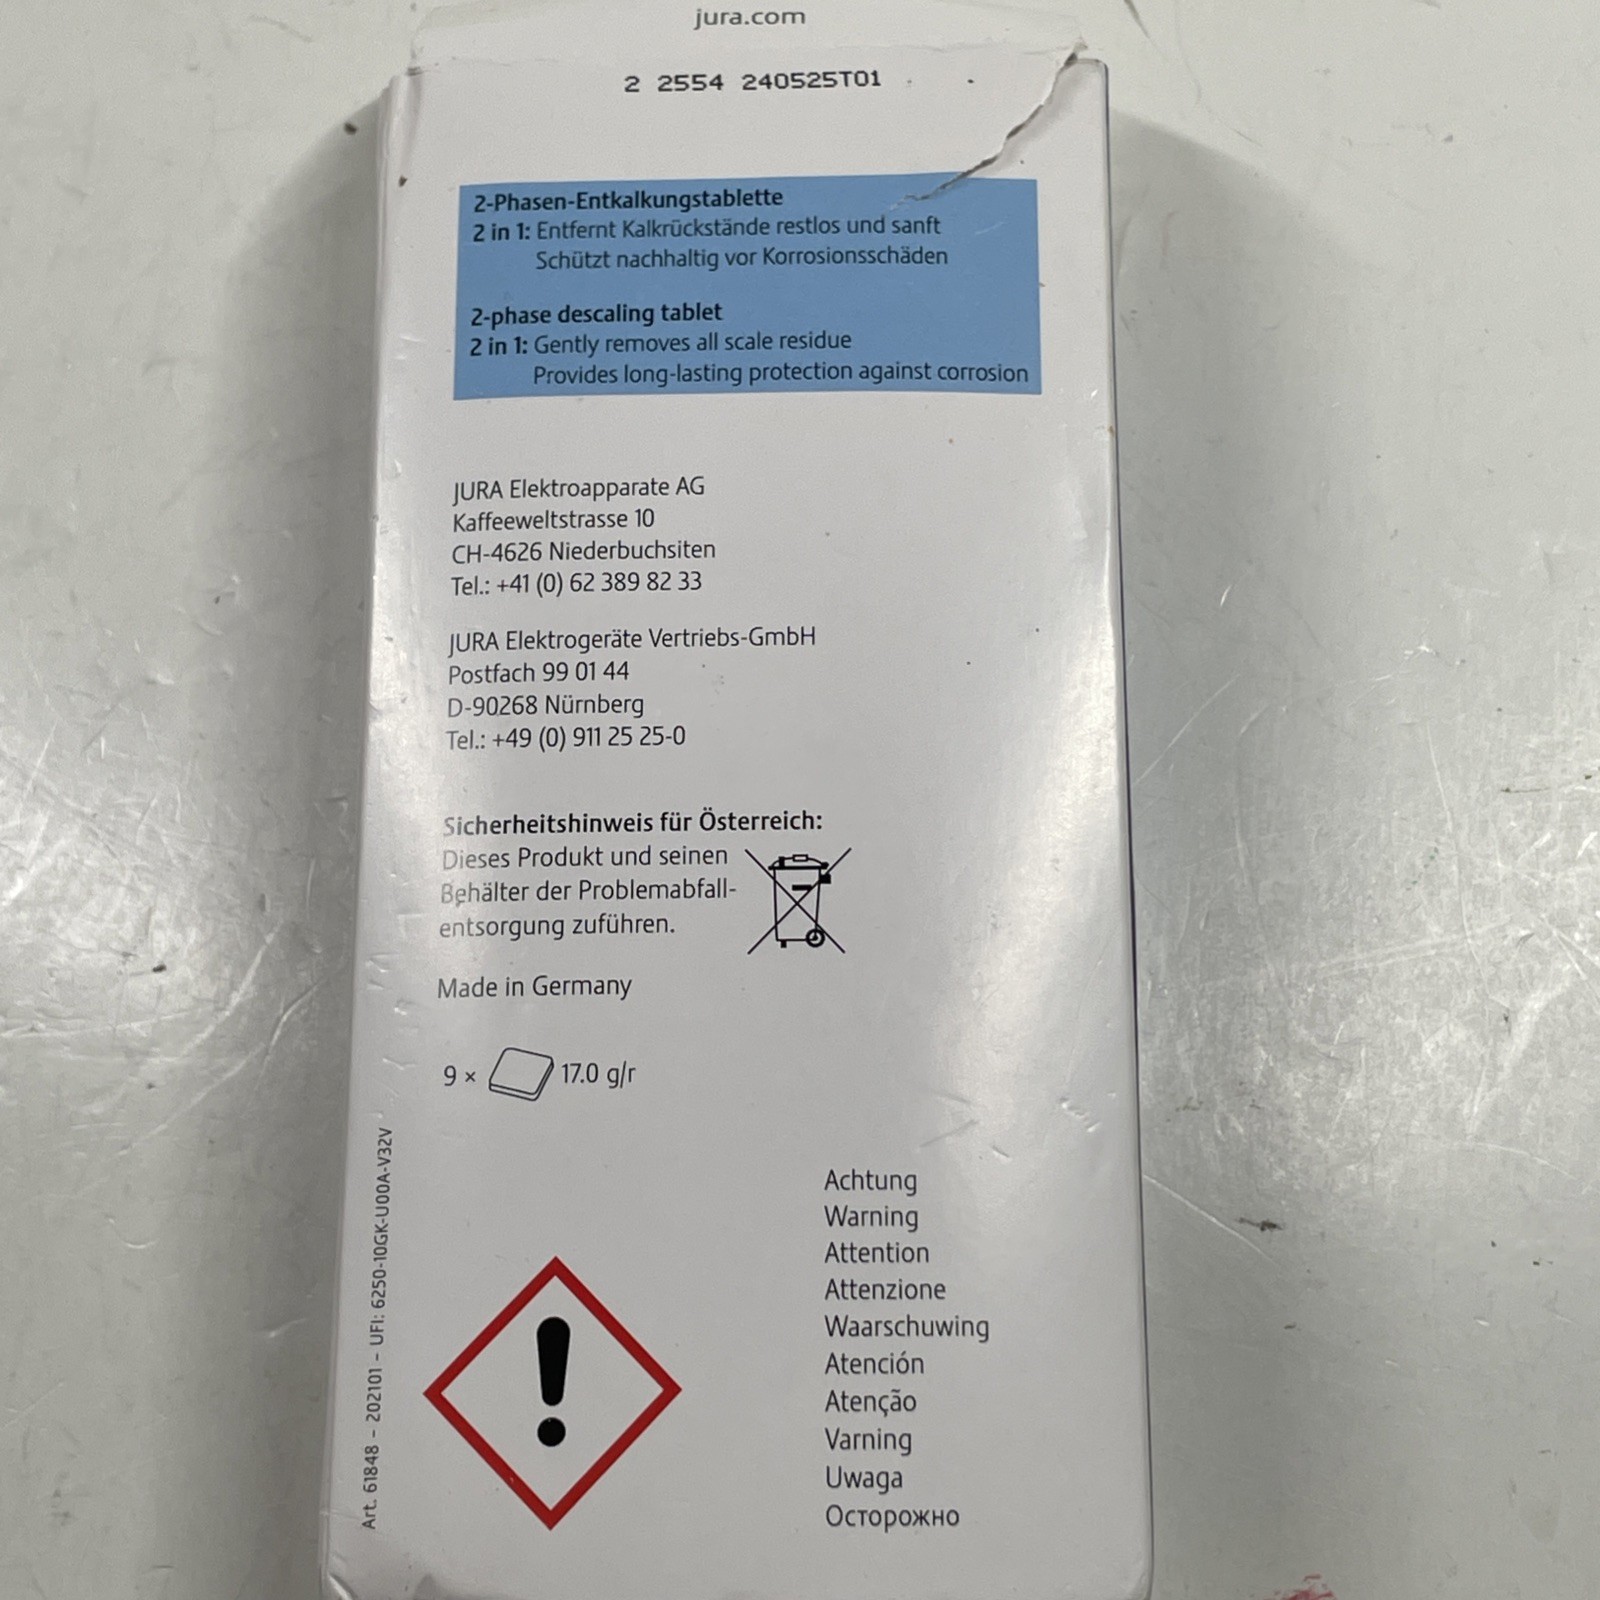 jura.com
2 2554 240525T01
2-Phasen-Entkalkungstablette
2 in 1: Entfernt Kalkrückstände restlos und sanft
Schützt nachhaltig vor Korrosionsschäden
2-phase descaling tablet
2 in 1: Gently removes all scale residue
Provides long-lasting protection against corrosion
JURA Elektroapparate AG
Kaffeeweltstrasse 10
CH-4626 Niederbuchsiten
Tel.: +41 (0) 62 389 82 33
JURA Elektrogeräte Vertriebs-GmbH
Postfach 99 01 44
D-90268 Nürnberg
Tel.: +49 (0) 911 25 25-0
Sicherheitshinweis für Österreich:
Dieses Produkt und seinen
Behälter der Problemabfall-
entsorgung zuführen.
Made in Germany
9 × 17.0 g/r
Art. 61848 – 202101 – UFI: 6250-10GK-U00A-V32V
Achtung
Warning
Attention
Attenzione
Waarschuwing
Atención
Atenção
Varning
Uwaga
Осторожно